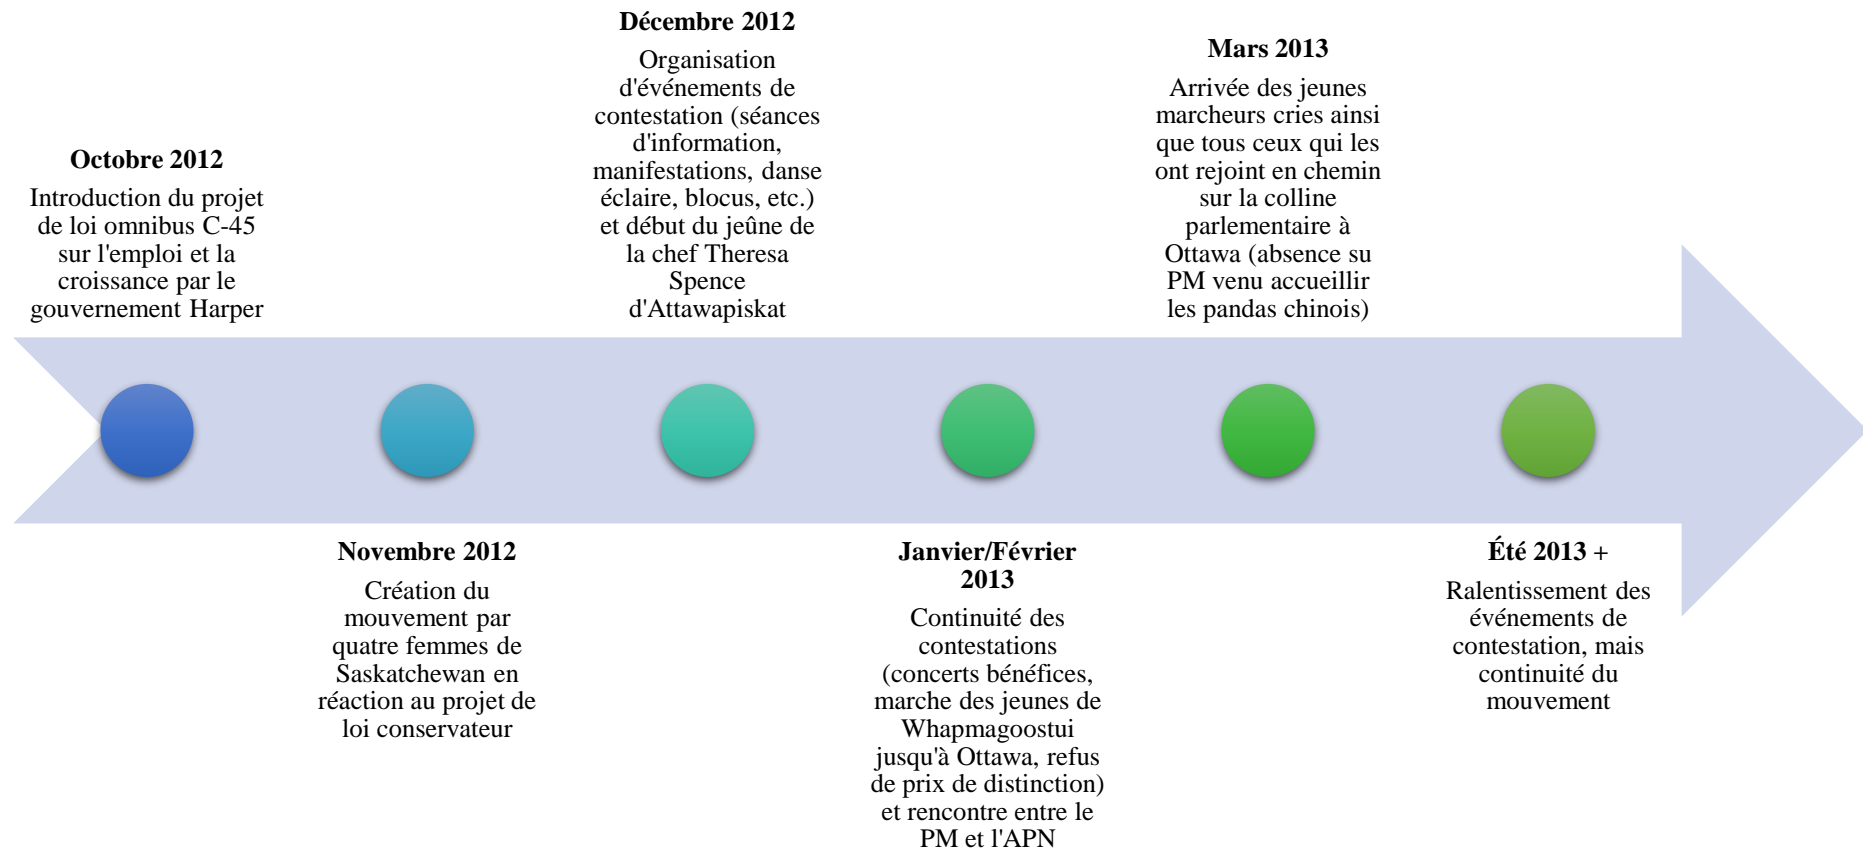 Octobre 2012
Introduction du projet
de loi omnibus C-45
sur l'emploi et la
croissance par le
gouvernement Harper
Novembre 2012
Création du
mouvement par
quatre femmes de
Saskatchewan en
réaction au projet de
loi conservateur
Décembre 2012
Organisation
d'événements de
contestation (séances
d'information,
manifestations, danse
éclaire, blocus, etc.)
et début du jeûne de
la chef Theresa
Spence
d'Attawapiskat
Janvier/Février
2013
Continuité des
contestations
(concerts bénéfices,
marche des jeunes de
Whapmagoostui
jusqu'à Ottawa, refus
de prix de distinction)
et rencontre entre le
PM et l'APN
Mars 2013
Arrivée des jeunes
marcheurs cries ainsi
que tous ceux qui les
ont rejoint en chemin
sur la colline
parlementaire à
Ottawa (absence su
PM venu accueillir
les pandas chinois)
Été 2013 +
Ralentissement des
événements de
contestation, mais
continuité du
mouvement